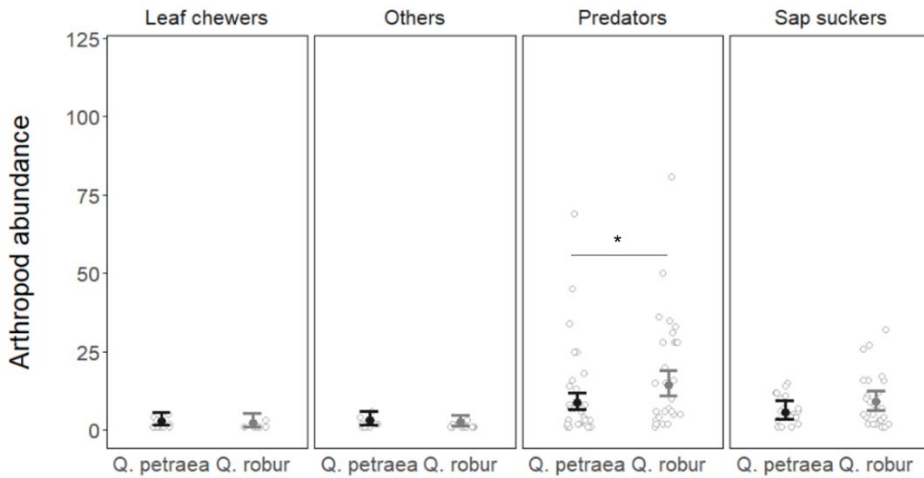 Leaf chewers Others Predators Sap suckers
Arthropod abundance
125
100
75
50
25
0
*
Q. petraea Q. robur Q. petraea Q. robur Q. petraea Q. robur Q. petraea Q. robur